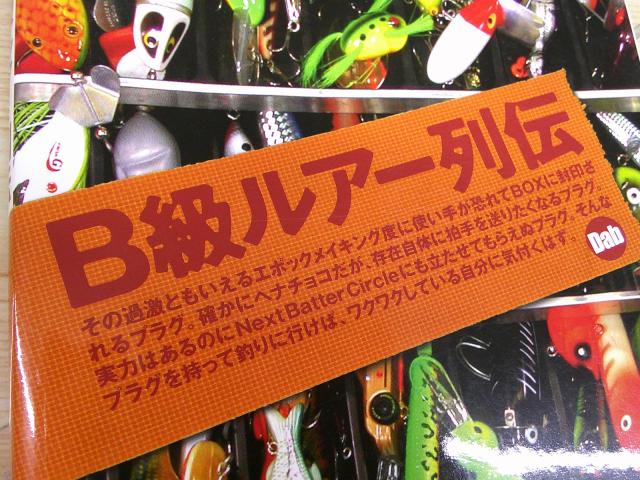 B級ルアー列伝
その過激ともいえるエポックメイキング度に使い手が恐れてBOXに封印さ
れるプラグ。確かにヘナチョコだが、存在自体に拍手を送りたくなるプラグ。
実力はあるのにNextBatterCircleにも立たせてもらえぬプラグ。そんな
プラグを持って釣りに行けば、ワクワクしている自分に気付くはず。
Dab